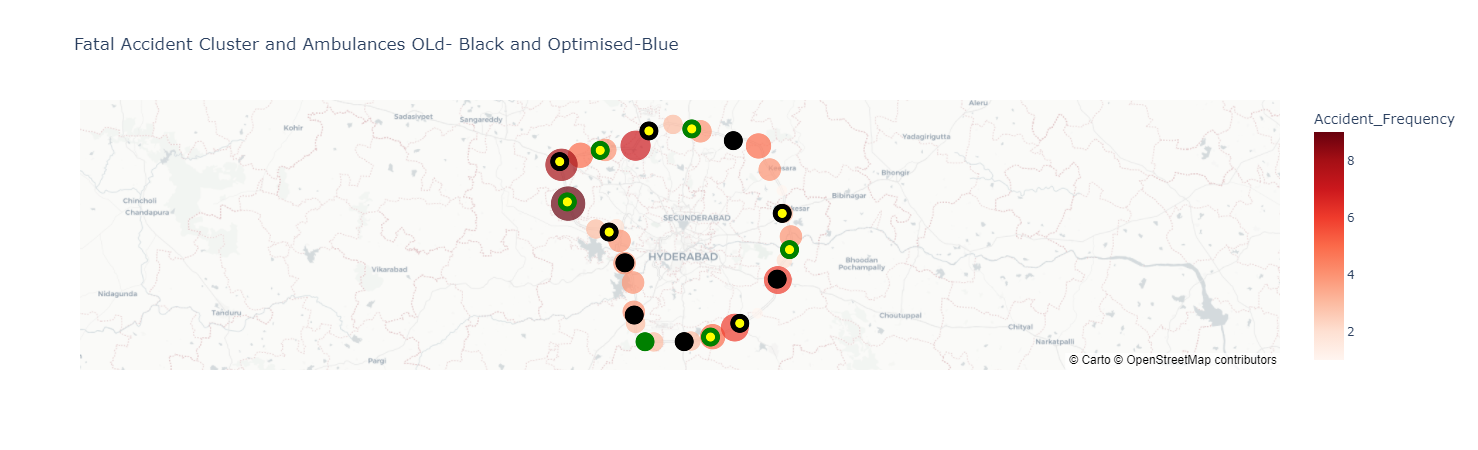 Fatal Accident Cluster and Ambulances OLd- Black and Optimised-Blue
Aleru
Sadasivpet
Sangareddy
Kohir
Yadagirigutta
Accident_Frequency
8
Bhongir
Chincholi
Chandapura
Bibinagar
SECUNDERABAD
6
HYDERABAD
Bhoodan
Pochampally
Vikarabad
4
Nidagunda
Tanduru
Choutuppal
Chityal
2
Narkatpalli
Pargi
© Carto © OpenStreetMap contributors